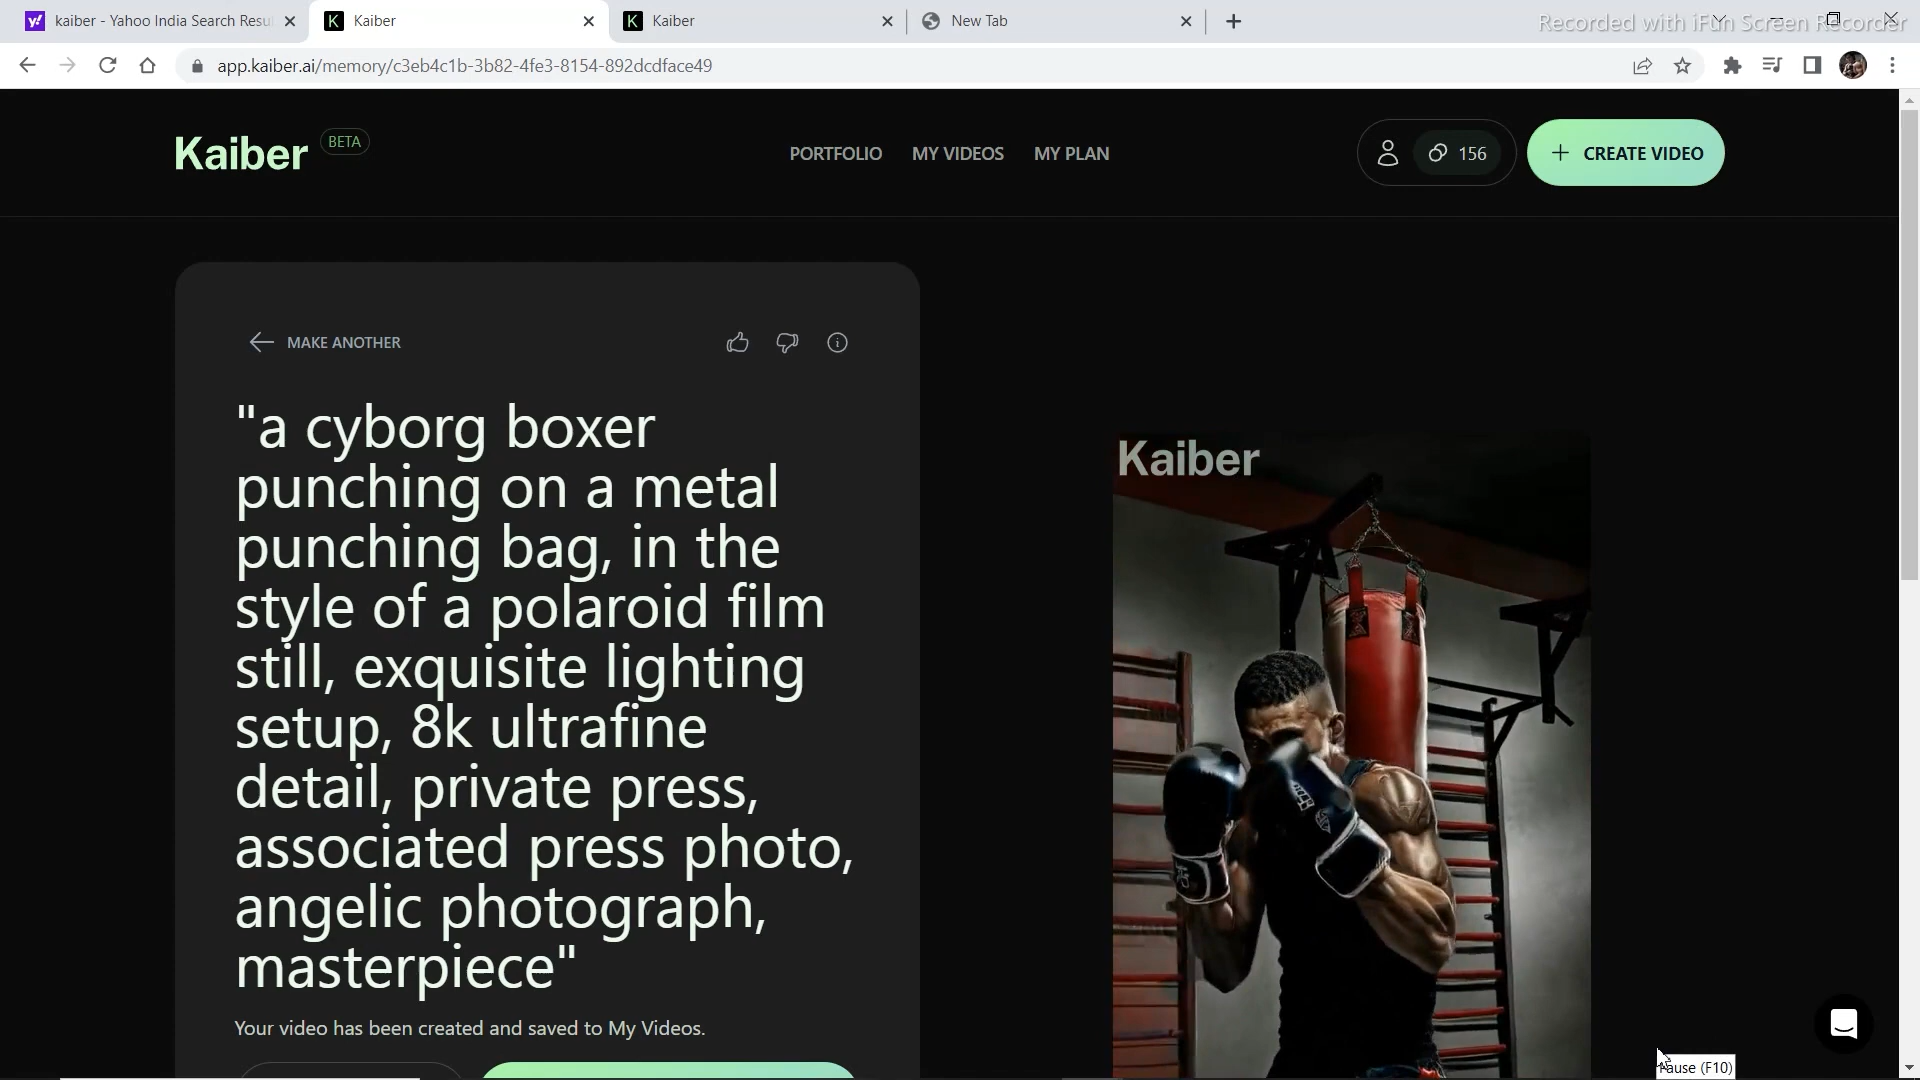 kaiber - Yahoo India Search Resu
Kaiber
Kaiber
New Tab
Recorded with iFun Screen Recorder
app.kaiber.ai/memory/c3eb4c1b-3b82-4fe3-8154-892dcdface49
Kaiber
BETA
PORTFOLIO
MY VIDEOS
MY PLAN
156
CREATE VIDEO
MAKE ANOTHER
"a cyborg boxer
punching on a metal
punching bag, in the
style of a polaroid film
still, exquisite lighting
setup, 8k ultrafine
detail, private press,
associated press photo,
angelic photograph,
masterpiece"
Your video has been created and saved to My Videos.
Kaiber
Pause (F10)